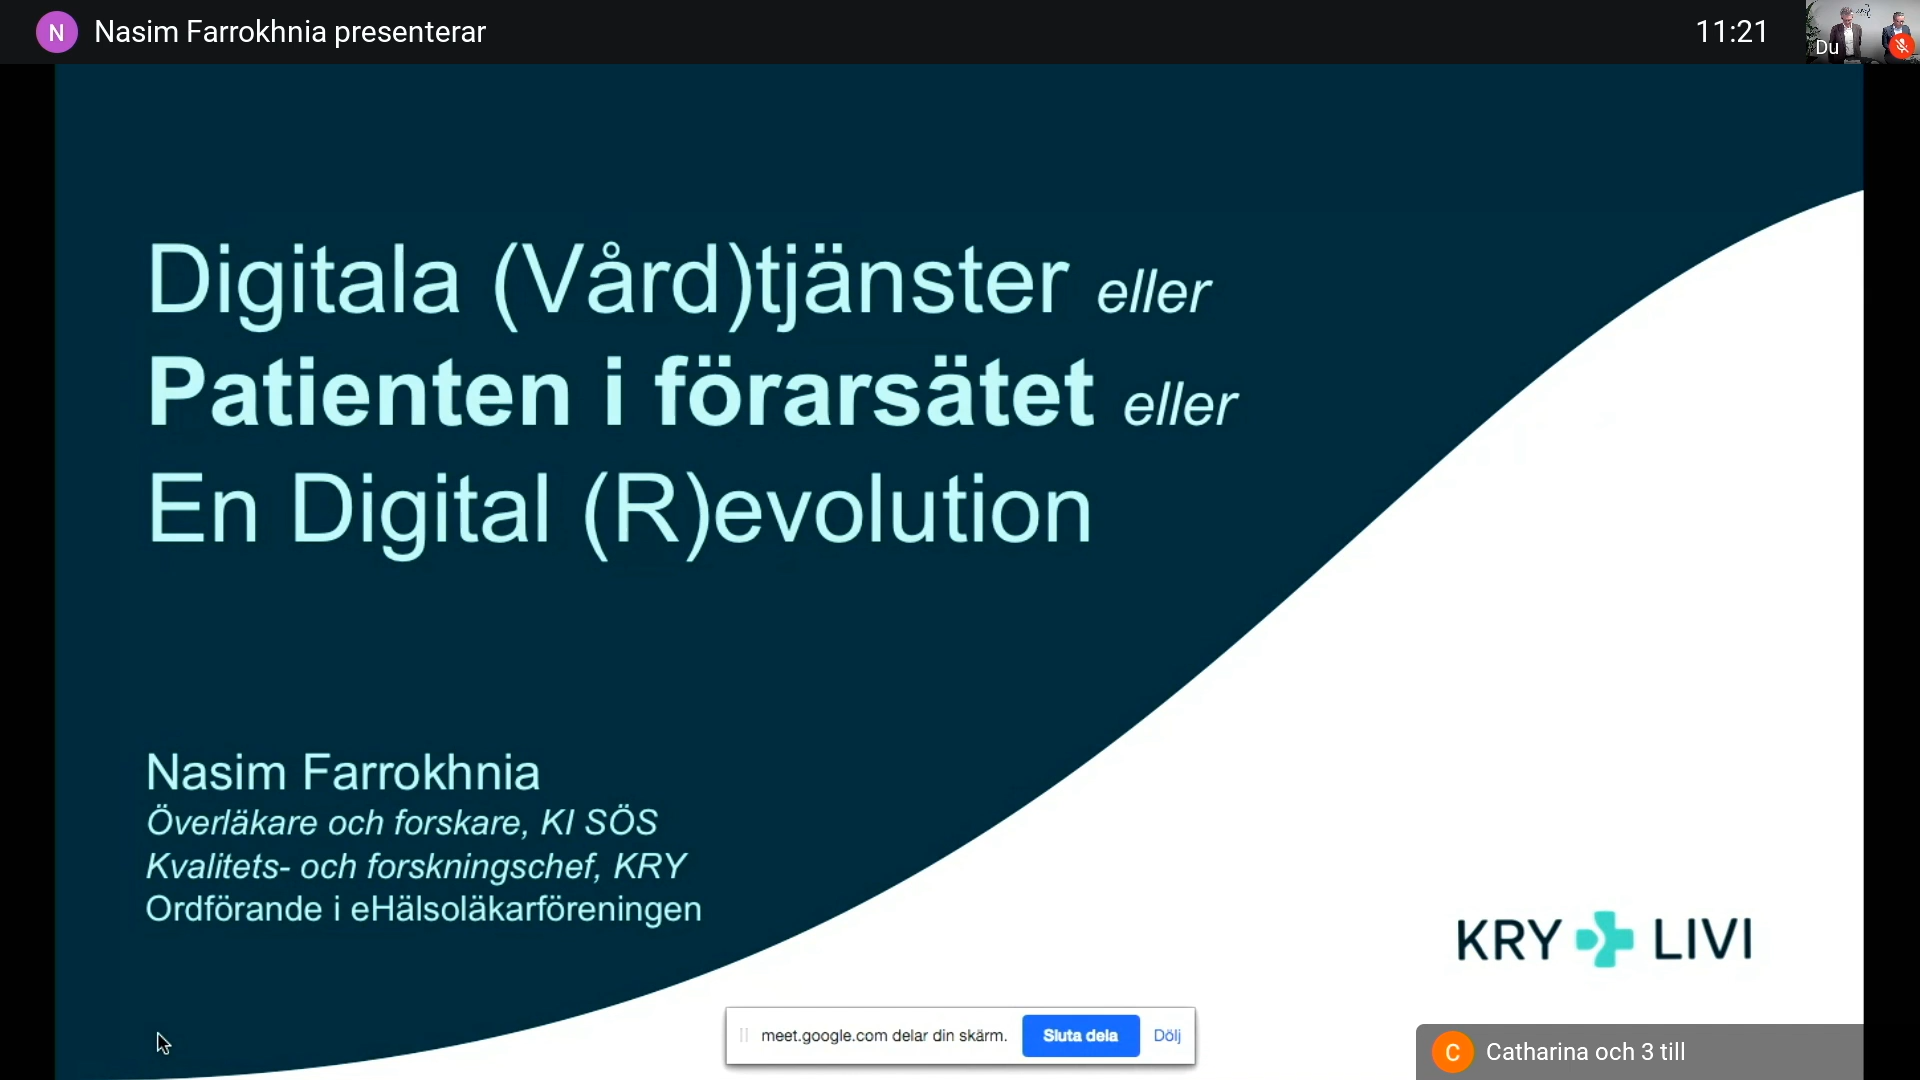 N Nasim Farrokhnia presenterar
11:21
Du
Digitala (Vård)tjänster eller
Patienten i förarsätet eller
En Digital (R)evolution
Nasim Farrokhnia
Överläkare och forskare, KI SÖS
Kvalitets- och forskningschef, KRY
Ordförande i eHälsoläkarföreningen
KRY LIVI
meet.google.com delar din skärm. Sluta dela Dölj
C Catharina och 3 till